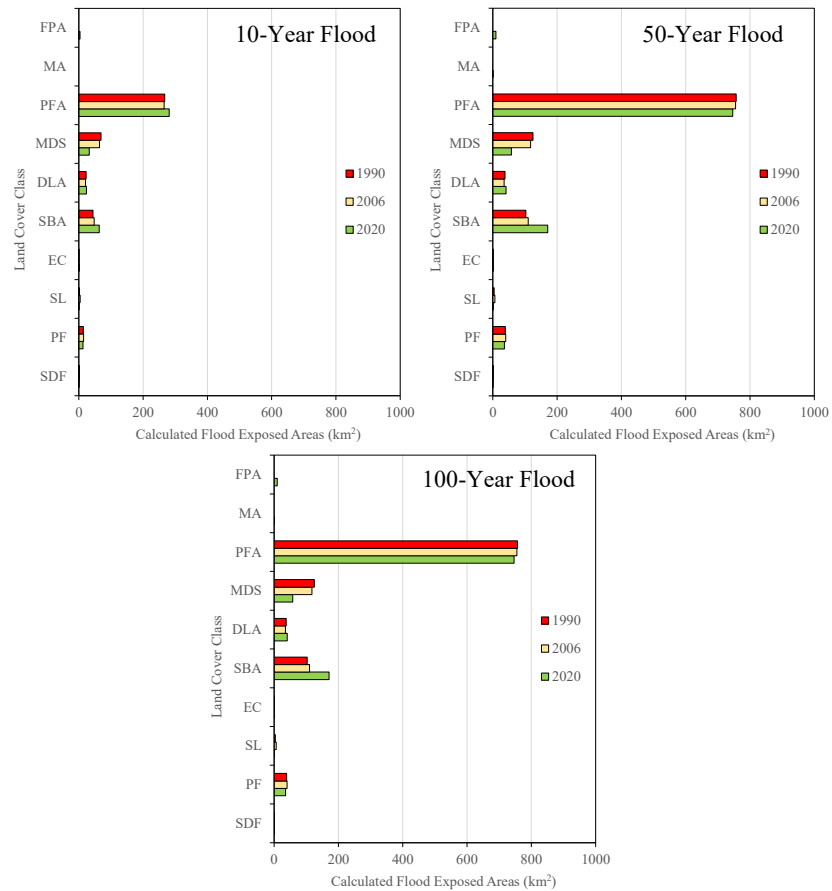 10-Year Flood
Land Cover Class
FPA
MA
PFA
MDS
DLA
SBA
EC
SL
PF
SDF
1990
2006
2020
0 200 400 600 800 1000
Calculated Flood Exposed Areas (km²)
50-Year Flood
Land Cover Class
FPA
MA
PFA
MDS
DLA
SBA
EC
SL
PF
SDF
1990
2006
2020
0 200 400 600 800 1000
Calculated Flood Exposed Areas (km²)
100-Year Flood
Land Cover Class
FPA
MA
PFA
MDS
DLA
SBA
EC
SL
PF
SDF
1990
2006
2020
0 200 400 600 800 1000
Calculated Flood Exposed Areas (km²)